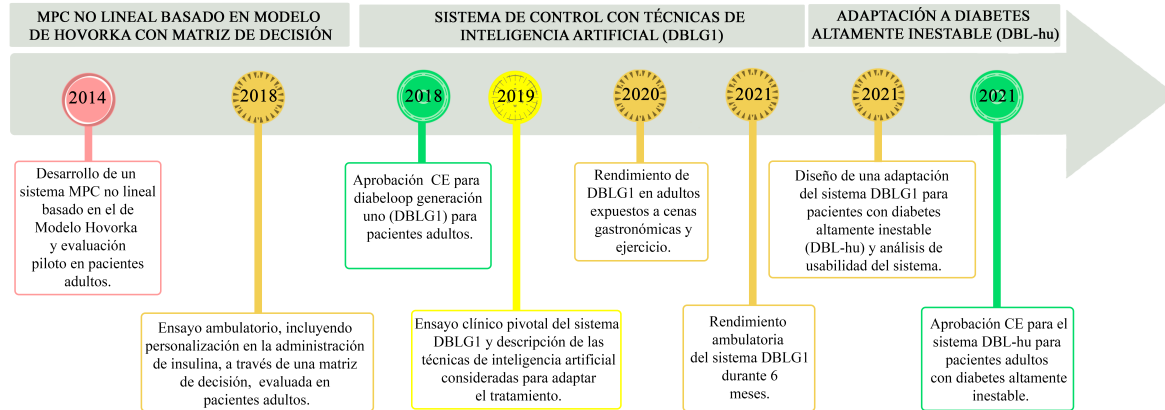 MPC NO LINEAL BASADO EN MODELO
DE HOVORKA CON MATRIZ DE DECISIÓN
SISTEMA DE CONTROL CON TÉCNICAS DE
INTELIGENCIA ARTIFICIAL (DBLG1)
ADAPTACIÓN A DIABETES
ALTAMENTE INESTABLE (DBL-hu)
2014
2018
2018
2019
2020
2021
2021
2021
Desarrollo de un
sistema MPC no lineal
basado en el de
Modelo Hovorka
y evaluación
piloto en pacientes
adultos.
Ensayo ambulatorio, incluyendo
personalización en la administración
de insulina, a través de una matriz
de decisión, evaluada en
pacientes adultos.
Aprobación CE para
diabeloop generación
uno (DBLG1) para
pacientes adultos.
Ensayo clínico pivotal del sistema
DBLG1 y descripción de las
técnicas de inteligencia artificial
consideradas para adaptar
el tratamiento.
Rendimiento de
DBLG1 en adultos
expuestos a cenas
gastronómicas y
ejercicio.
Rendimiento
ambulatoria
del sistema DBLG1
durante 6
meses.
Diseño de una adaptación
del sistema DBLG1 para
pacientes con diabetes
altamente inestable
(DBL-hu) y análisis de
usabilidad del sistema.
Aprobación CE para el
sistema DBL-hu para
pacientes adultos
con diabetes altamente
inestable.